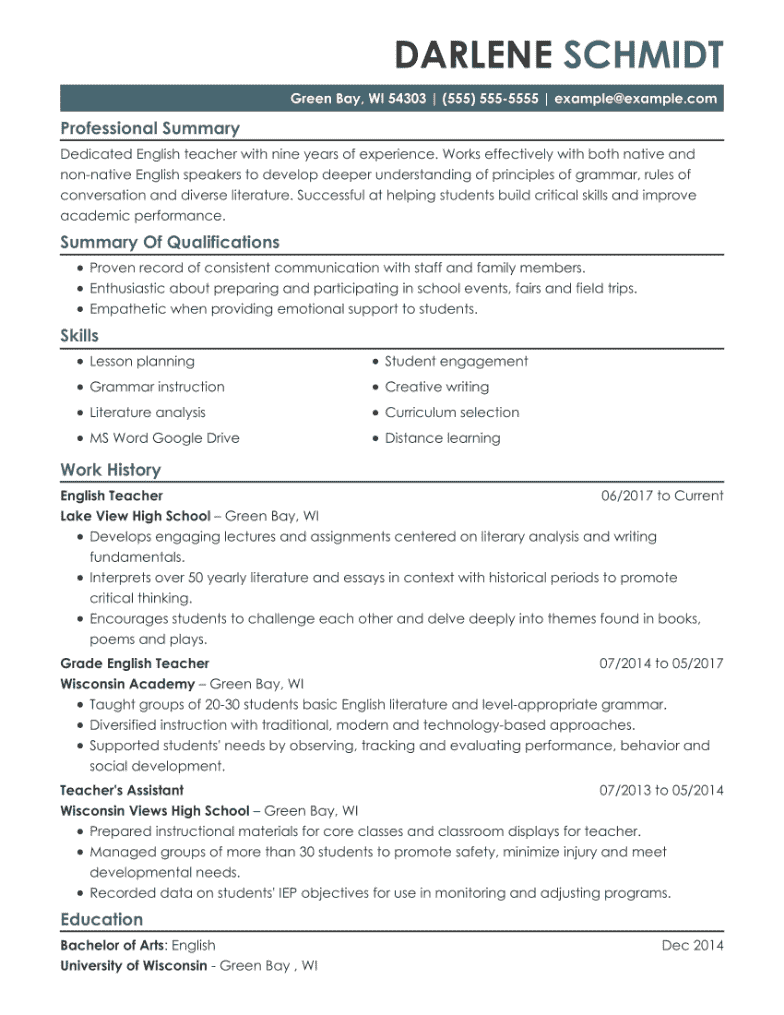 DARLENE SCHMIDT
Green Bay, WI 54303 | (555) 555-5555 | example@example.com
Professional Summary
Dedicated English teacher with nine years of experience. Works effectively with both native and
non-native English speakers to develop deeper understanding of principles of grammar, rules of
conversation and diverse literature. Successful at helping students build critical skills and improve
academic performance.
Summary Of Qualifications
• Proven record of consistent communication with staff and family members.
• Enthusiastic about preparing and participating in school events, fairs and field trips.
• Empathetic when providing emotional support to students.
Skills
• Lesson planning
• Grammar instruction
• Literature analysis
• MS Word Google Drive
• Student engagement
• Creative writing
• Curriculum selection
• Distance learning
Work History
English Teacher 06/2017 to Current
Lake View High School – Green Bay, WI
• Develops engaging lectures and assignments centered on literary analysis and writing
fundamentals.
• Interprets over 50 yearly literature and essays in context with historical periods to promote
critical thinking.
• Encourages students to challenge each other and delve deeply into themes found in books,
poems and plays.
Grade English Teacher 07/2014 to 05/2017
Wisconsin Academy – Green Bay, WI
• Taught groups of 20-30 students basic English literature and level-appropriate grammar.
• Diversified instruction with traditional, modern and technology-based approaches.
• Supported students' needs by observing, tracking and evaluating performance, behavior and
social development.
Teacher's Assistant 07/2013 to 05/2014
Wisconsin Views High School – Green Bay, WI
• Prepared instructional materials for core classes and classroom displays for teacher.
• Managed groups of more than 30 students to promote safety, minimize injury and meet
developmental needs.
• Recorded data on students' IEP objectives for use in monitoring and adjusting programs.
Education
Bachelor of Arts: English Dec 2014
University of Wisconsin - Green Bay , WI